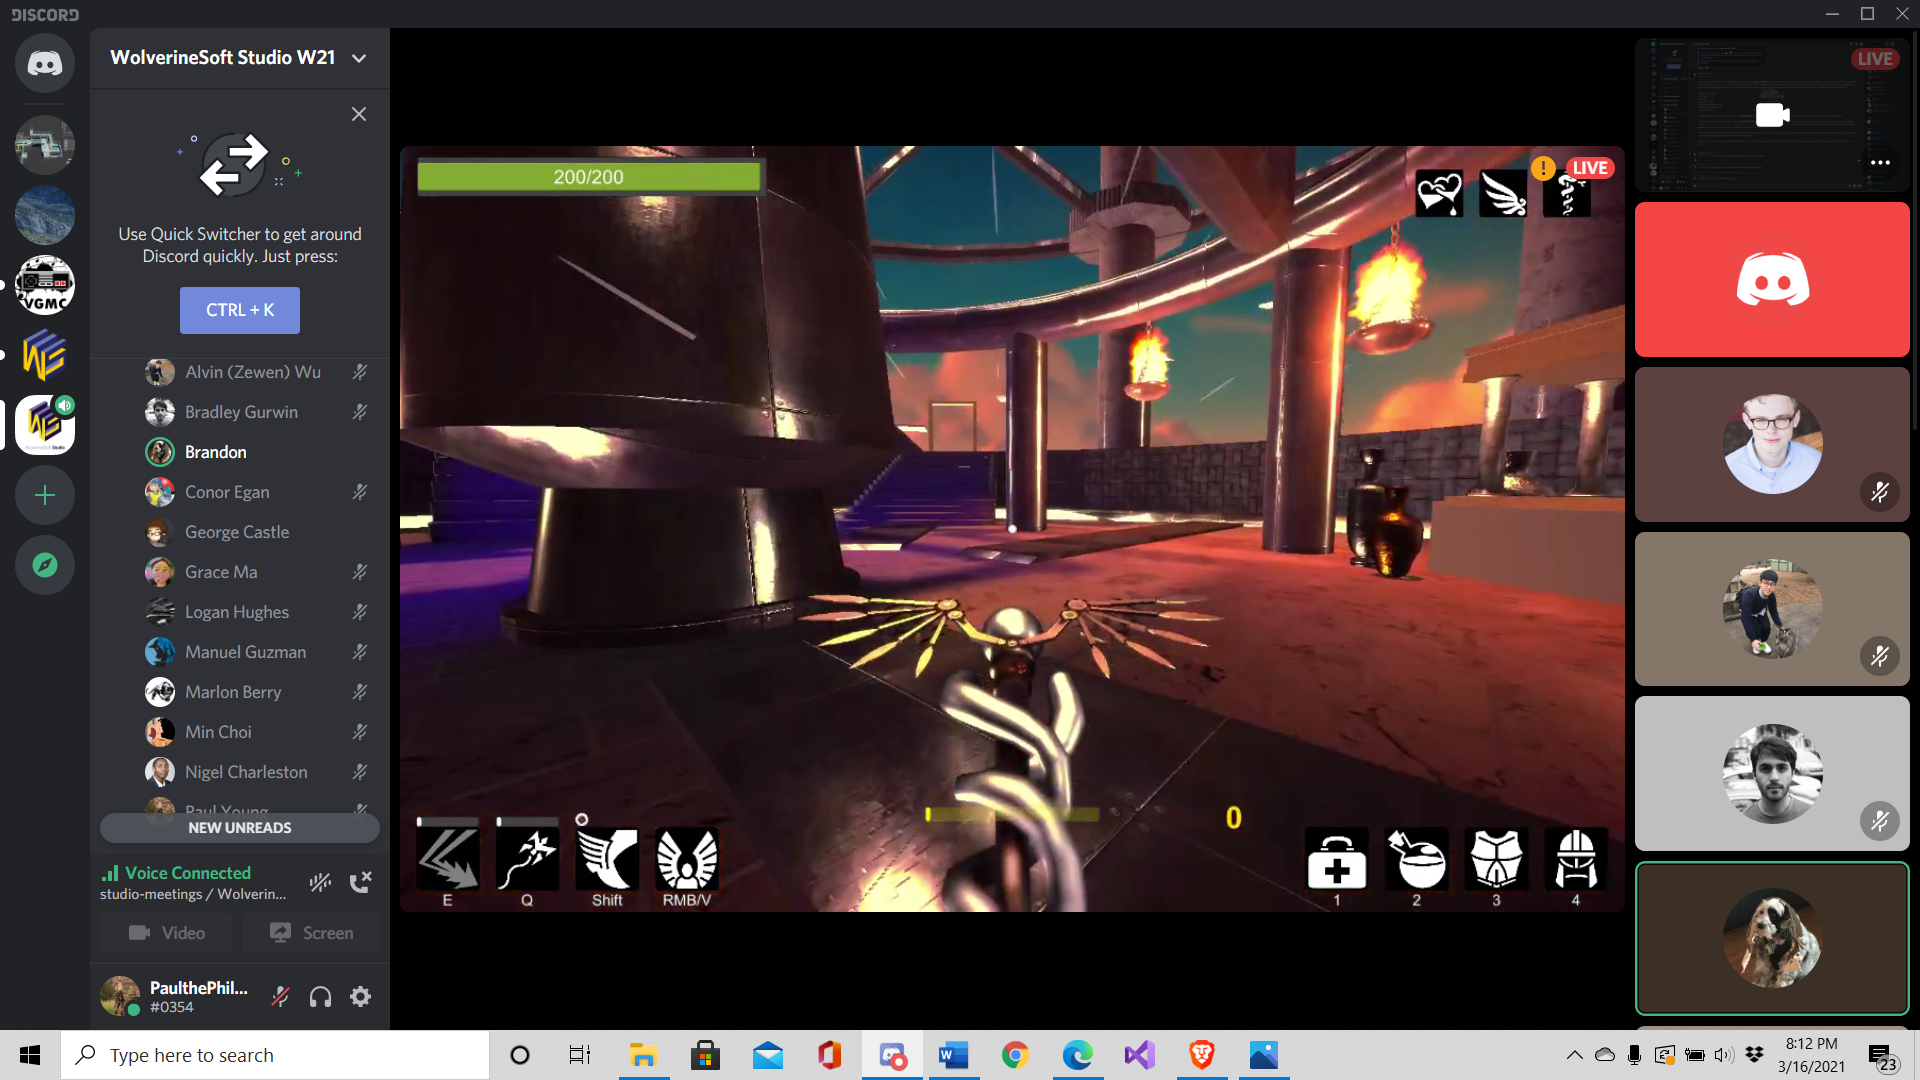 DISCORD
WolverineSoft Studio W21
Use Quick Switcher to get around
Discord quickly. Just press:
CTRL + K
VGMC
Alvin (Zewen) Wu
Bradley Gurwin
Brandon
Conor Egan
George Castle
Grace Ma
Logan Hughes
Manuel Guzman
Marlon Berry
Min Choi
Nigel Charleston
Paul Young
NEW UNREADS
Voice Connected
studio-meetings / Wolverin...
Video
Screen
PaulthePhil...
#0354
200/200
! LIVE
E
Q
Shift
RMB/V
0
1
2
3
4
LIVE
Type here to search
8:12 PM
3/16/2021
23